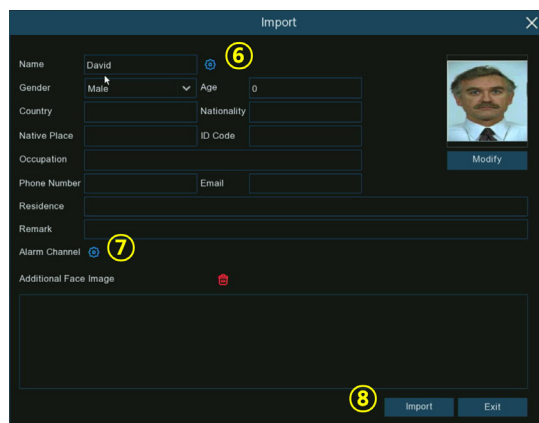 Import
Name David ⑥
Gender Male Age 0
Country Nationality
Native Place ID Code
Occupation Modify
Phone Number Email
Residence
Remark
Alarm Channel ⑦
Additional Face Image
⑧ Import Exit